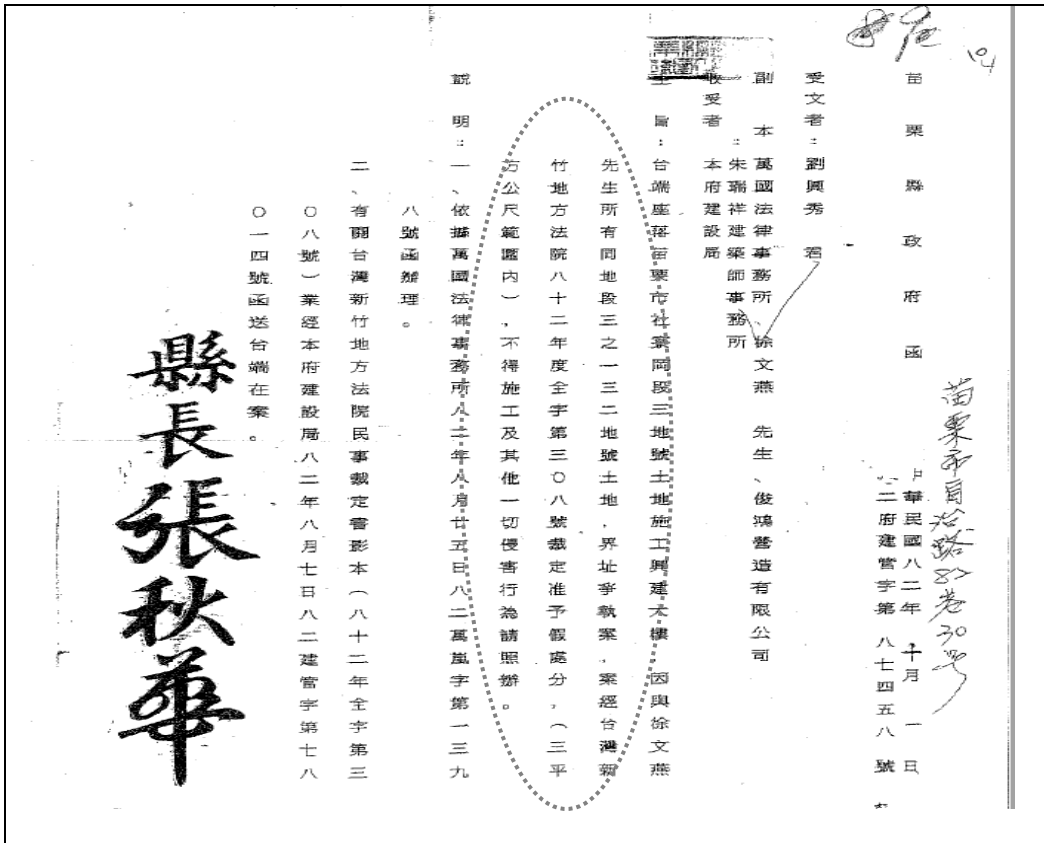 苗栗縣政府函
苗栗市自治路82巷30號
中華民國八二年十月一日
八二府建管字第八七四五八號
受文者：劉興秀 君
副本收受者：萬國法律事務所、徐文燕 先生、俊鴻營造有限公司
朱瑞祥建築師事務所
本府建設局
主旨：台端座落苗栗市社寮岡段三地號土地施工興建大樓，因與徐文燕
先生所有同地段三之一三二地號土地，界址爭執案，案經台灣新
竹地方法院八十二年度全字第三〇八號裁定准予假處分，（三平
方公尺範圍內），不得施工及其他一切侵害行為請照辦。
說明：一、依據萬國法律事務所八二年八月廿五日八二萬嵐字第一三九
八號函辦理。
二、有關台灣新竹地方法院民事裁定書影本（八十二年全字第三
〇八號）業經本府建設局八二年八月七日八二建管字第七八
〇一四號函送台端在案。
縣長張秋華